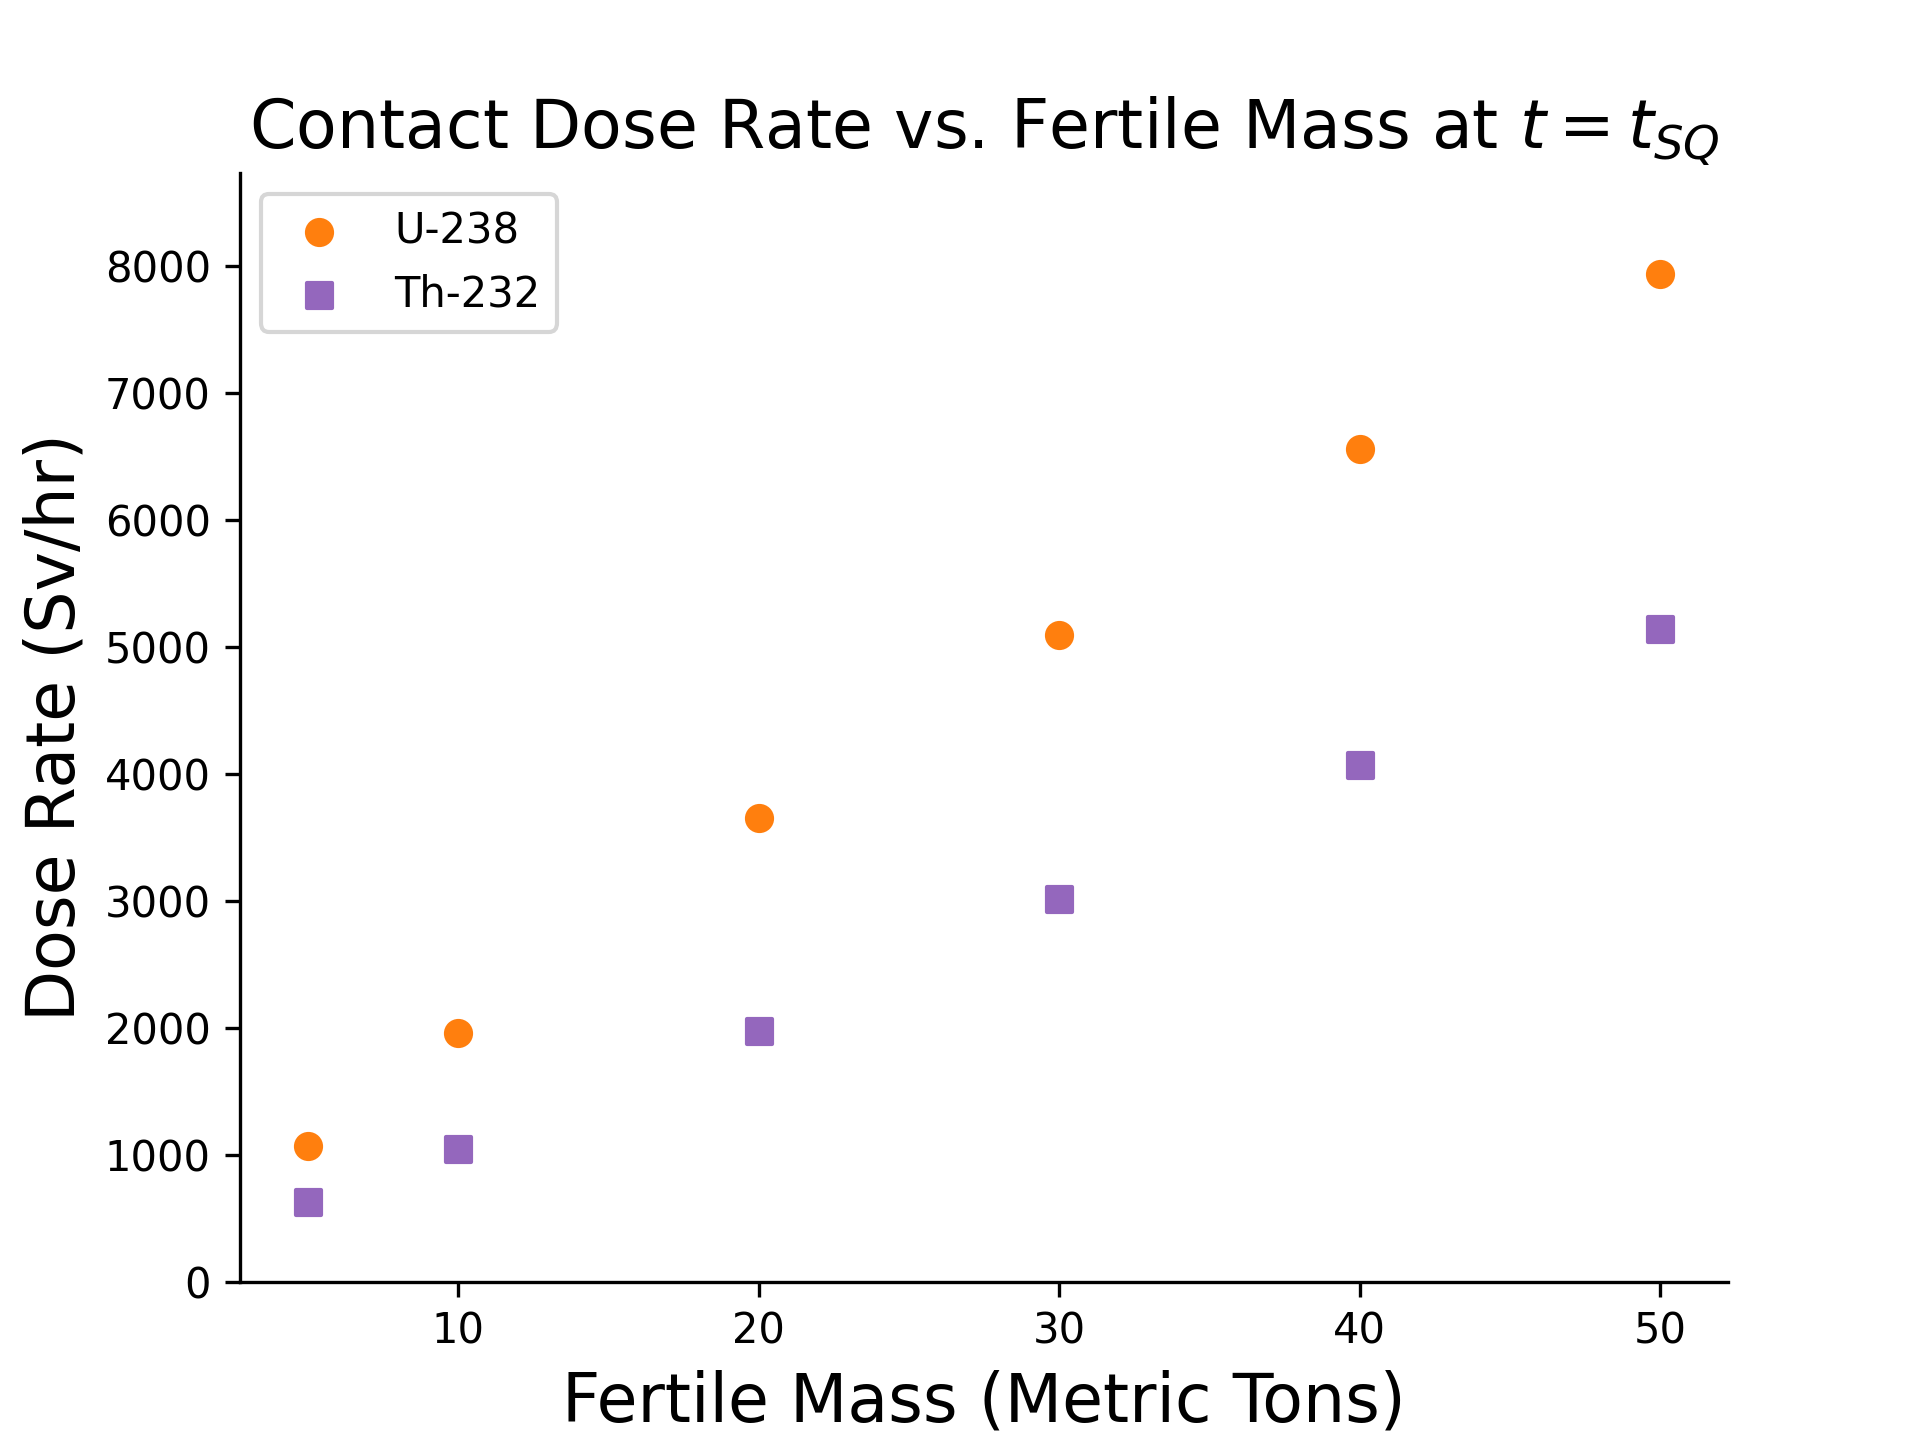 Contact Dose Rate vs. Fertile Mass at t = t_SQ
U-238
Th-232
8000
7000
6000
5000
4000
3000
2000
1000
0
Dose Rate (Sv/hr)
10 20 30 40 50
Fertile Mass (Metric Tons)